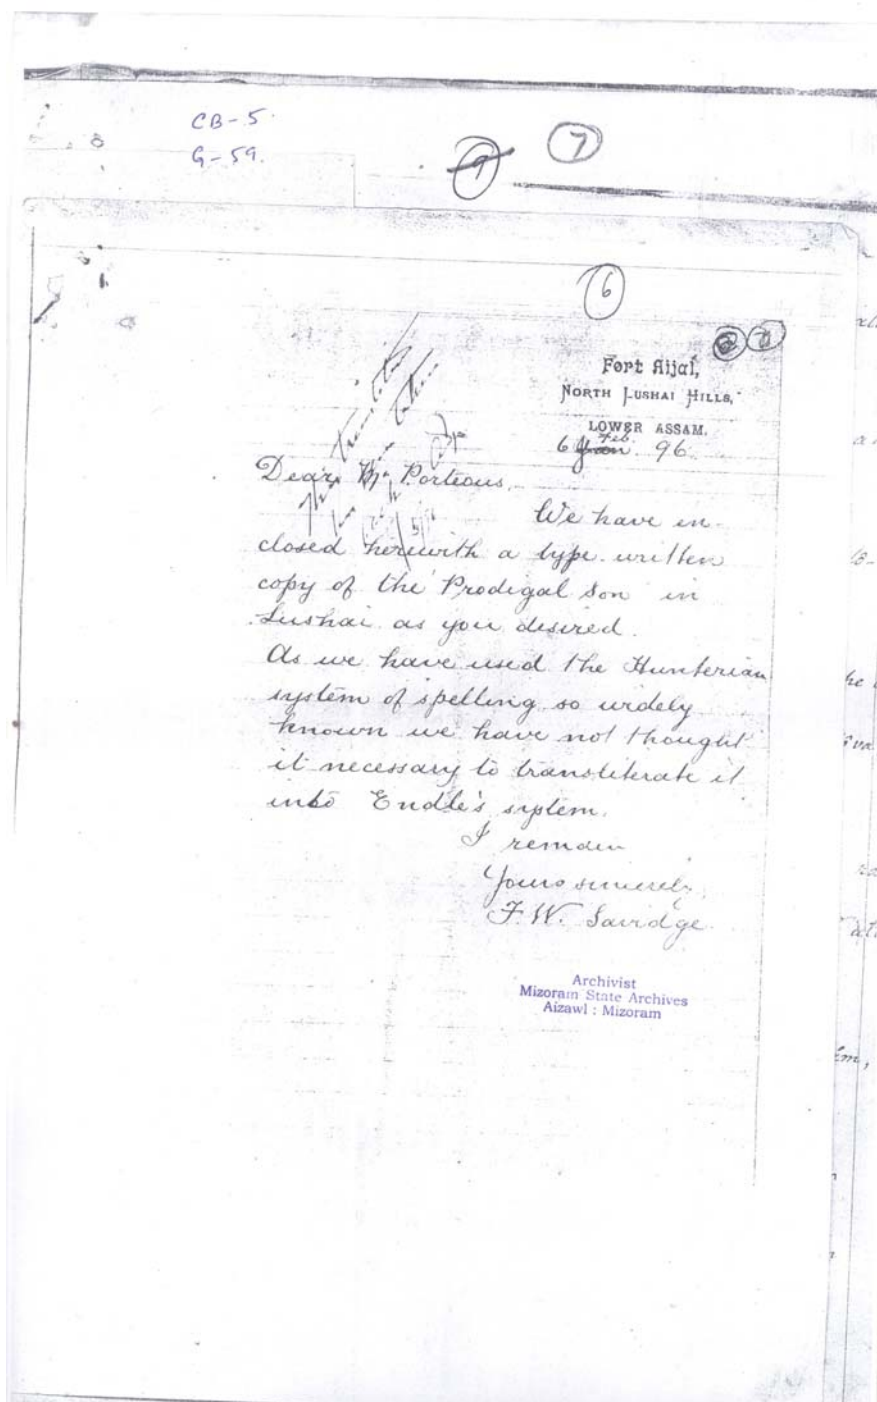 CB-5.
G-59.
9
7
6
Fort Aijal,
NORTH LUSHAI HILLS,
LOWER ASSAM.
6 Jan Feb. 96.
Dear Mr Porteous,
We have in-
closed herewith a type-written
copy of the Prodigal Son in
Lushai as you desired.
As we have used the Hunterian
system of spelling so widely
known we have not thought
it necessary to transliterate it
into Endle's system.
I remain
Yours sincerely,
F. W. Savidge
Archivist
Mizoram State Archives
Aizawl : Mizoram